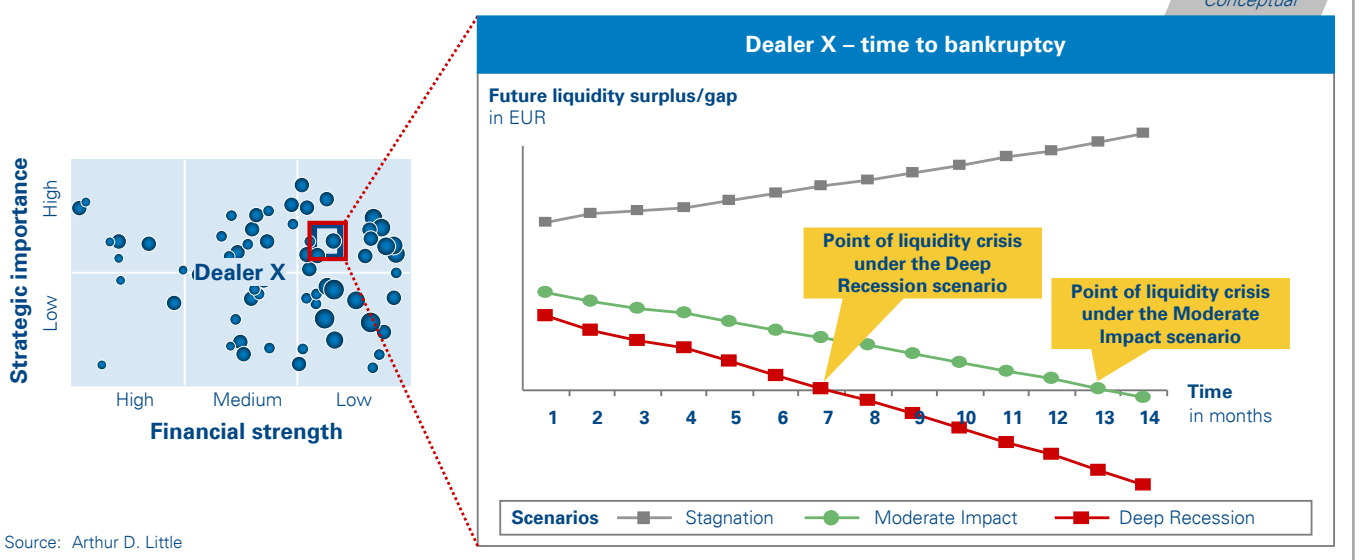 Conceptual
Dealer X – time to bankruptcy
Future liquidity surplus/gap
in EUR
Strategic importance
High
Low
Dealer X
High
Medium
Low
Financial strength
Point of liquidity crisis
under the Deep
Recession scenario
Point of liquidity crisis
under the Moderate
Impact scenario
1 2 3 4 5 6 7 8 9 10 11 12 13 14
Time
in months
Scenarios Stagnation Moderate Impact Deep Recession
Source: Arthur D. Little